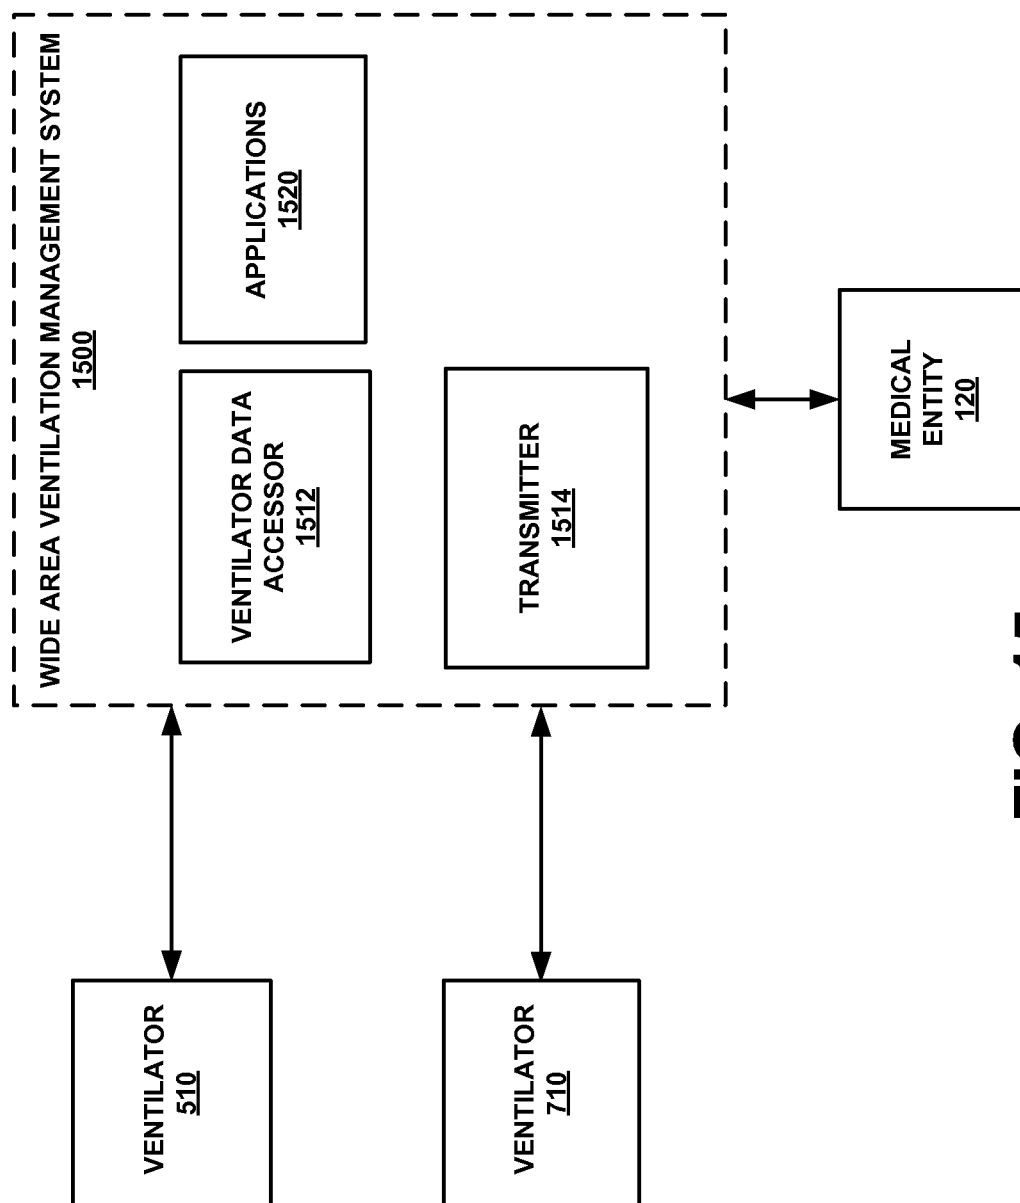 WIDE AREA VENTILATION MANAGEMENT SYSTEM
1500
VENTILATOR
510
VENTILATOR DATA
ACCESSOR
1512
APPLICATIONS
1520
VENTILATOR
710
TRANSMITTER
1514
MEDICAL
ENTITY
120